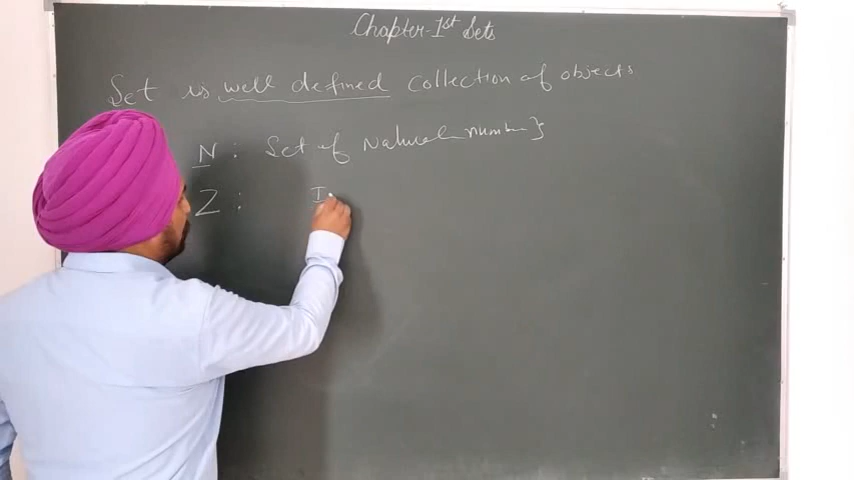 Chapter-1st Sets
Set is well defined collection of objects
N : Set of Natural number}
Z : I